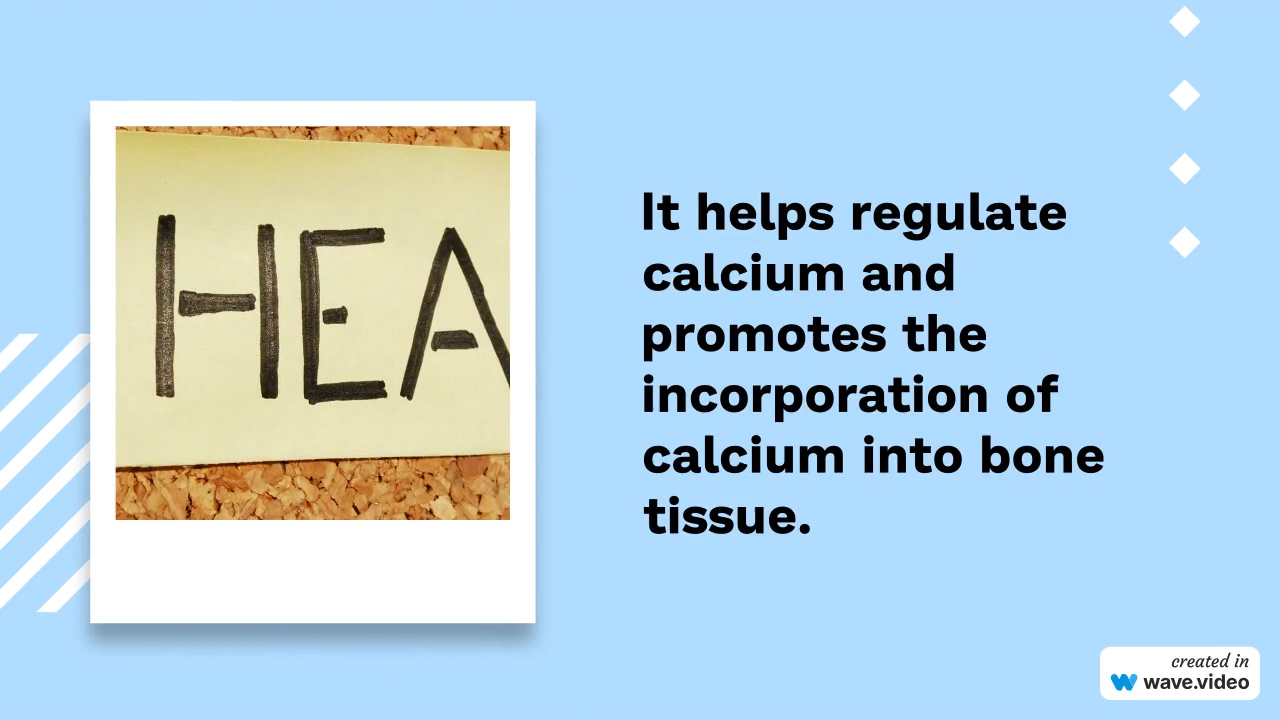 HEA
It helps regulate
calcium and
promotes the
incorporation of
calcium into bone
tissue.
created in
wave.video